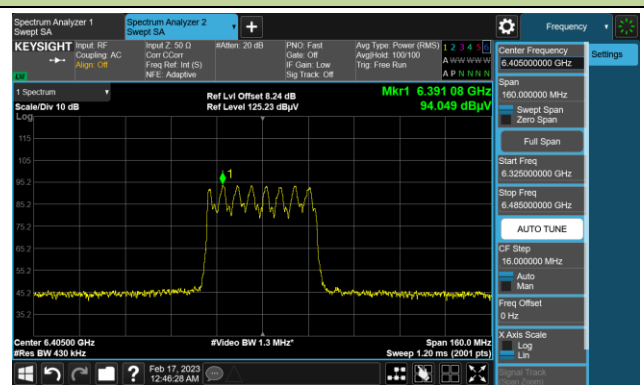 Spectrum Analyzer 1
Swept SA
Spectrum Analyzer 2
Swept SA
+
Frequency
KEYSIGHT
Input: RF
Coupling: AC
Align: Off
Input Z: 50 Ω
Corr CCorr
Freq Ref: Int (S)
NFE: Adaptive
#Atten: 20 dB
PNO: Fast
Gate: Off
IF Gain: Low
Sig Track: Off
Avg Type: Power (RMS)
Avg|Hold: 100/100
Trig: Free Run
1 2 3 4 5 6
A W W W W W
A P N N N N
LW
1 Spectrum
Scale/Div 10 dB
Log
Ref Lvl Offset 8.24 dB
Ref Level 125.23 dBµV
Mkr1 6.391 08 GHz
94.049 dBµV
115
105
95.2
85.2
75.2
65.2
55.2
45.2
35.2
1
Center 6.40500 GHz
#Res BW 430 kHz
#Video BW 1.3 MHz*
Span 160.0 MHz
Sweep 1.20 ms (2001 pts)
Feb 17, 2023
12:46:28 AM
Center Frequency
6.405000000 GHz
Settings
Span
160.000000 MHz
Swept Span
Zero Span
Full Span
Start Freq
6.325000000 GHz
Stop Freq
6.485000000 GHz
AUTO TUNE
CF Step
16.000000 MHz
Auto
Man
Freq Offset
0 Hz
X Axis Scale
Log
Lin
Signal Track
(Span Zoom)